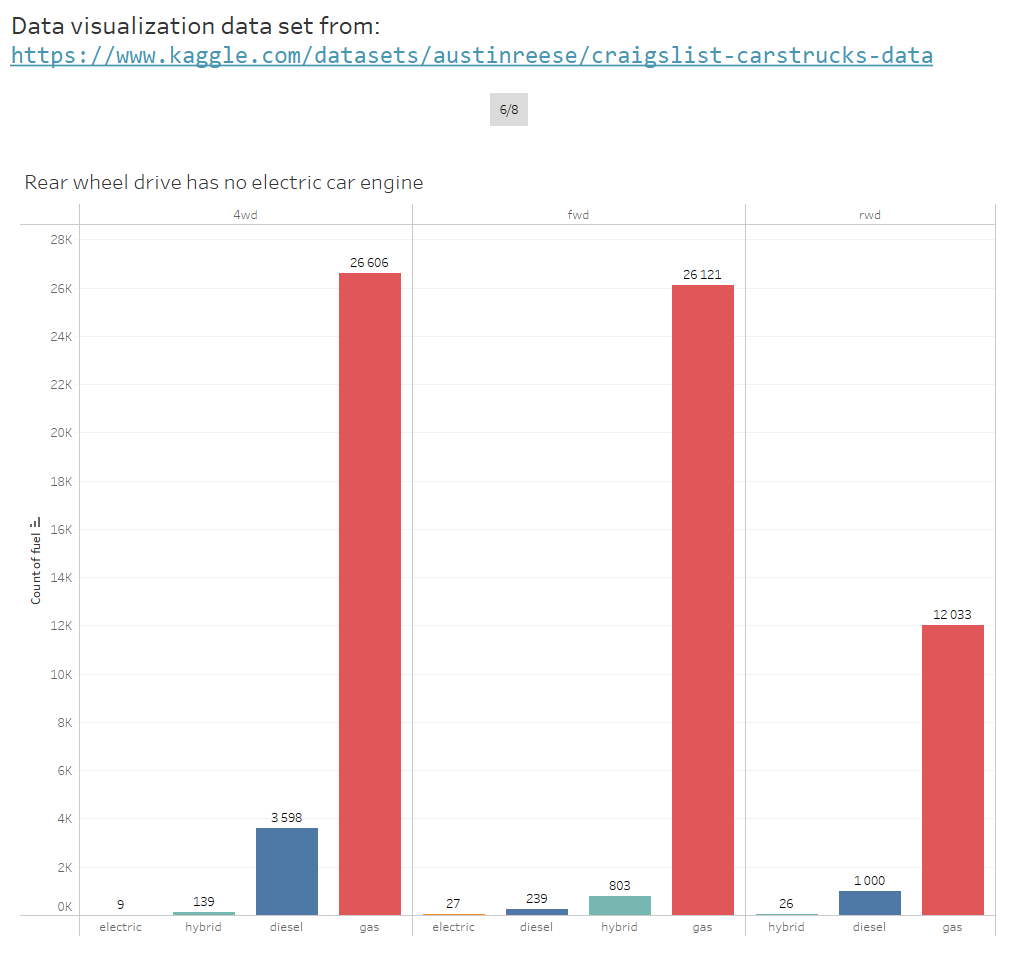 Data visualization data set from:
https://www.kaggle.com/datasets/austinreese/craigslist-carstrucks-data
6/8
Rear wheel drive has no electric car engine
4wd fwd rwd
28K
26K
24K
22K
20K
18K
16K
14K
12K
10K
8K
6K
4K
2K
0K
Count of fuel
9 139 3 598 26 606
27 239 803 26 121
26 1 000 12 033
electric hybrid diesel gas electric diesel hybrid gas hybrid diesel gas